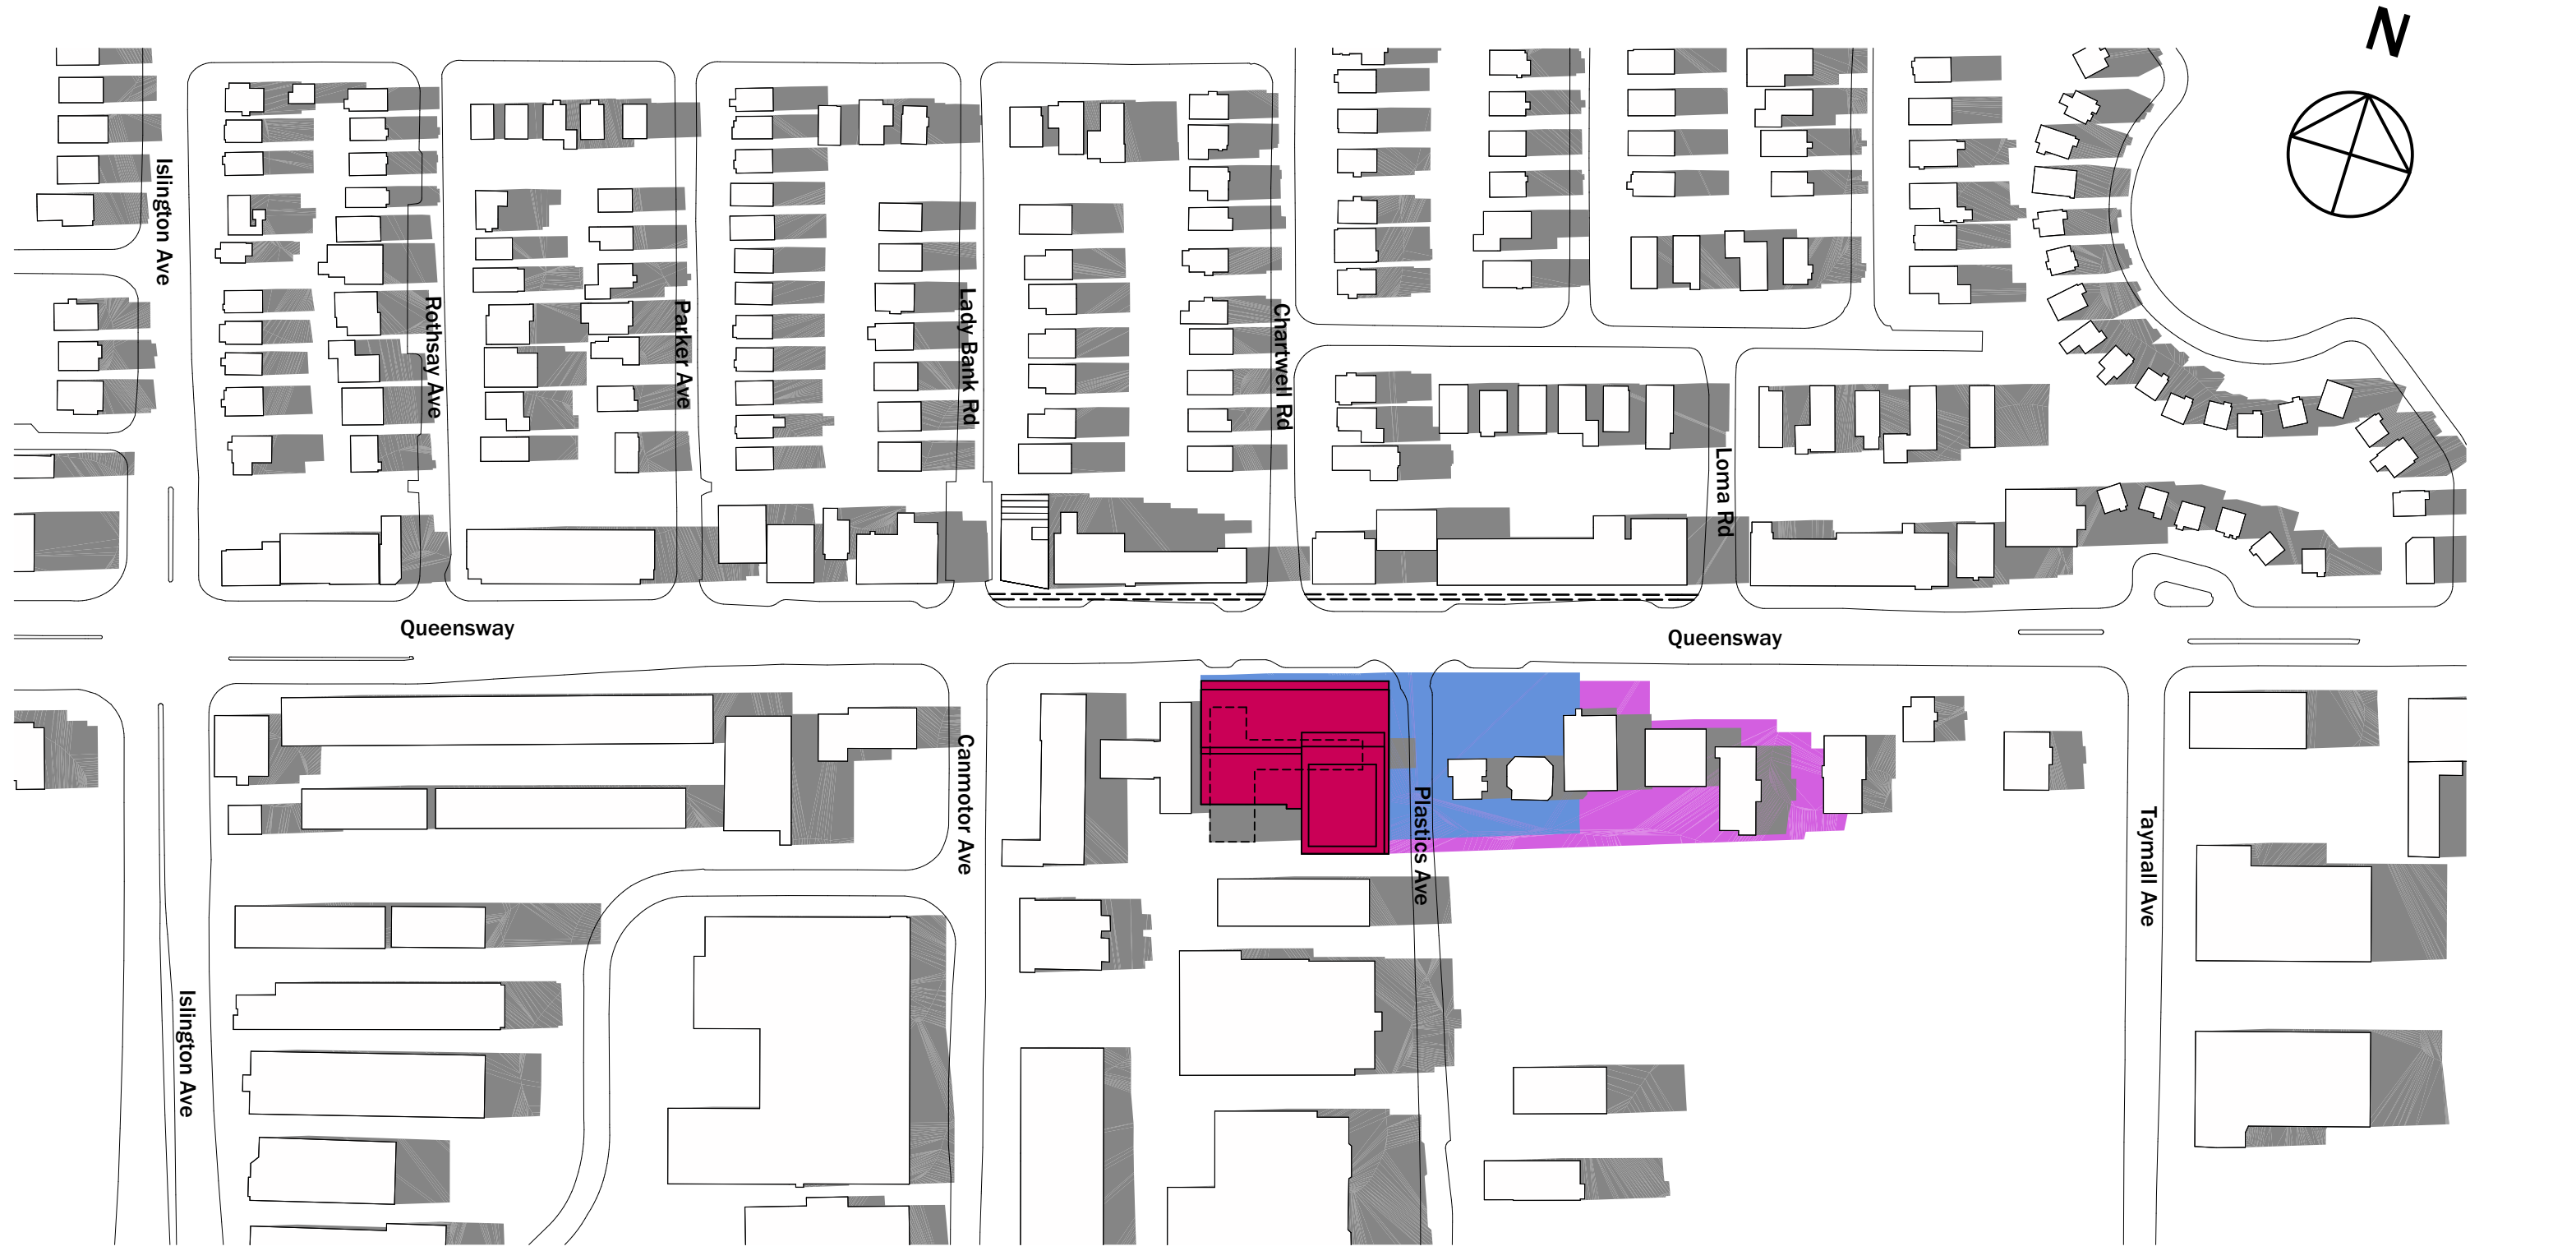 N
Islington Ave
Rothsay Ave
Parker Ave
Lady Bank Rd
Chartwell Rd
Loma Rd
Queensway
Queensway
Canmotor Ave
Plastics Ave
Taymall Ave
Islington Ave